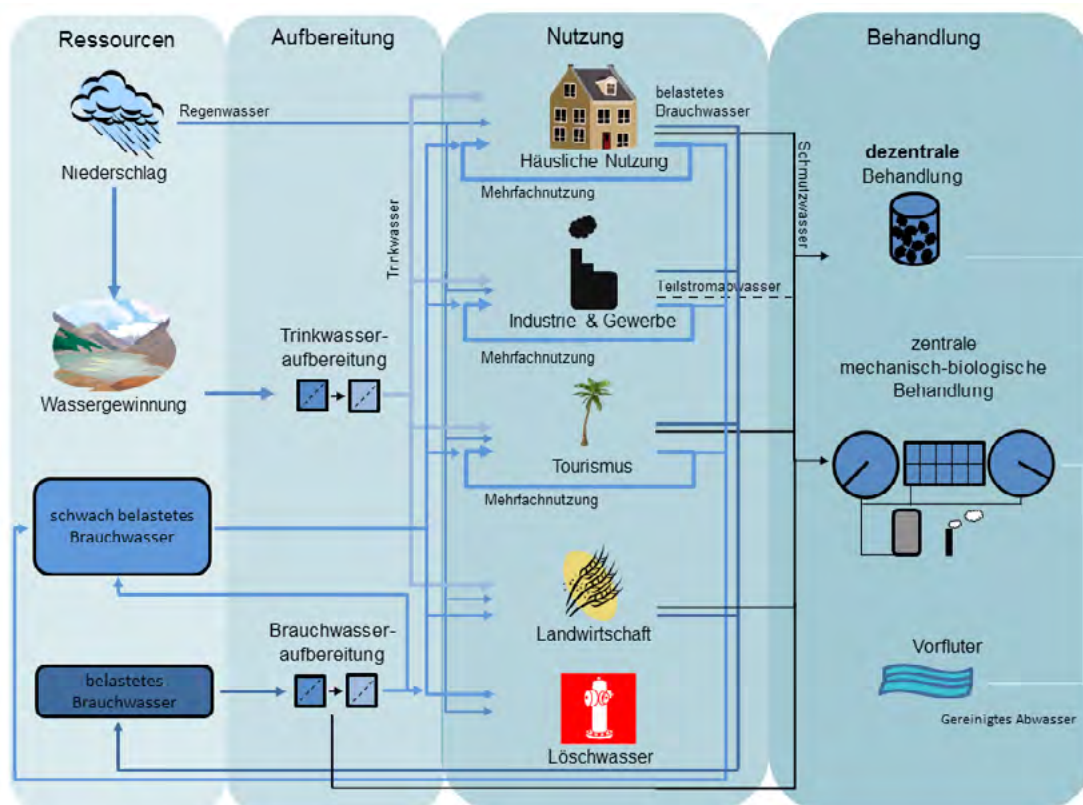 Ressourcen
Aufbereitung
Nutzung
Behandlung
Regenwasser
Niederschlag
Wassergewinnung
schwach belastetes
Brauchwasser
belastetes
Brauchwasser
Trinkwasser-
aufbereitung
Brauchwasser-
aufbereitung
Trinkwasser
belastetes
Brauchwasser
Häusliche Nutzung
Mehrfachnutzung
Schmutzwasser
Teilstromabwasser
Industrie & Gewerbe
Mehrfachnutzung
Tourismus
Mehrfachnutzung
Landwirtschaft
Löschwasser
dezentrale
Behandlung
zentrale
mechanisch-biologische
Behandlung
Vorfluter
Gereinigtes Abwasser